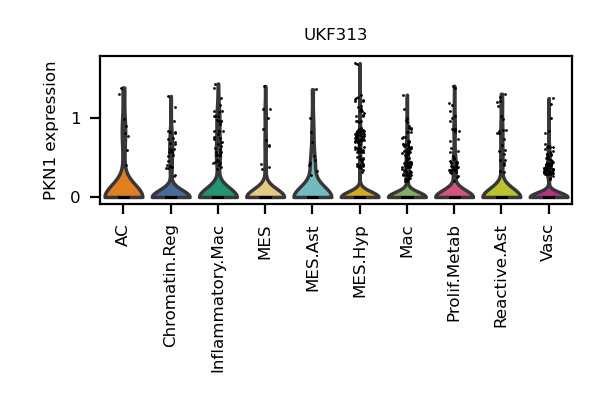 UKF313
PKN1 expression
1
0
AC
Chromatin.Reg
Inflammatory.Mac
MES
MES.Ast
MES.Hyp
Mac
Prolif.Metab
Reactive.Ast
Vasc